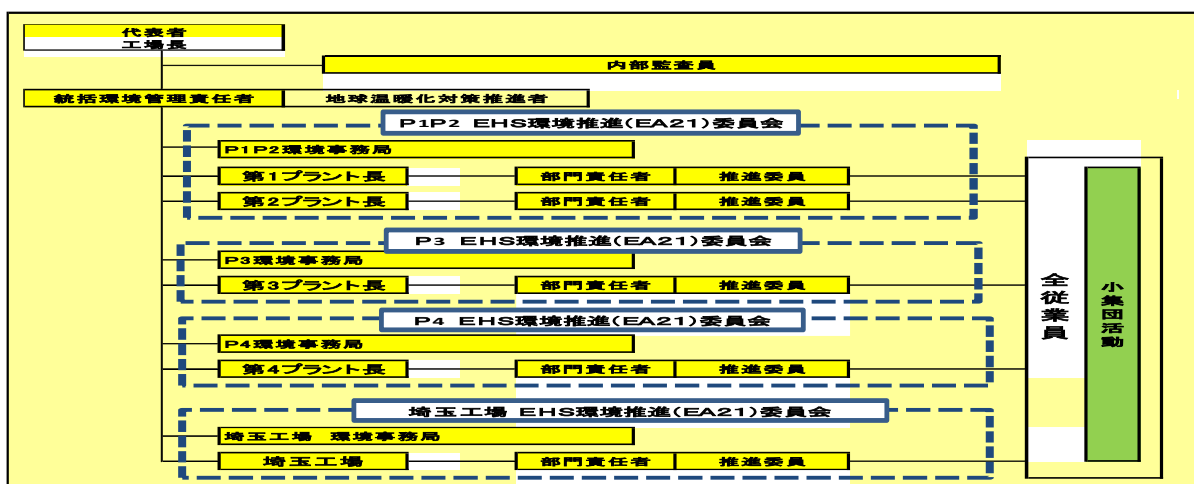 代表者
工場長
内部監査員
統括環境管理責任者 地球温暖化対策推進者
P1P2 EHS環境推進(EA21)委員会
P1P2環境事務局
第1プラント長 部門責任者 推進委員
第2プラント長 部門責任者 推進委員
P3 EHS環境推進(EA21)委員会
P3環境事務局
第3プラント長 部門責任者 推進委員
P4 EHS環境推進(EA21)委員会
P4環境事務局
第4プラント長 部門責任者 推進委員
埼玉工場 EHS環境推進(EA21)委員会
埼玉工場 環境事務局
埼玉工場 部門責任者 推進委員
全従業員
小集団活動